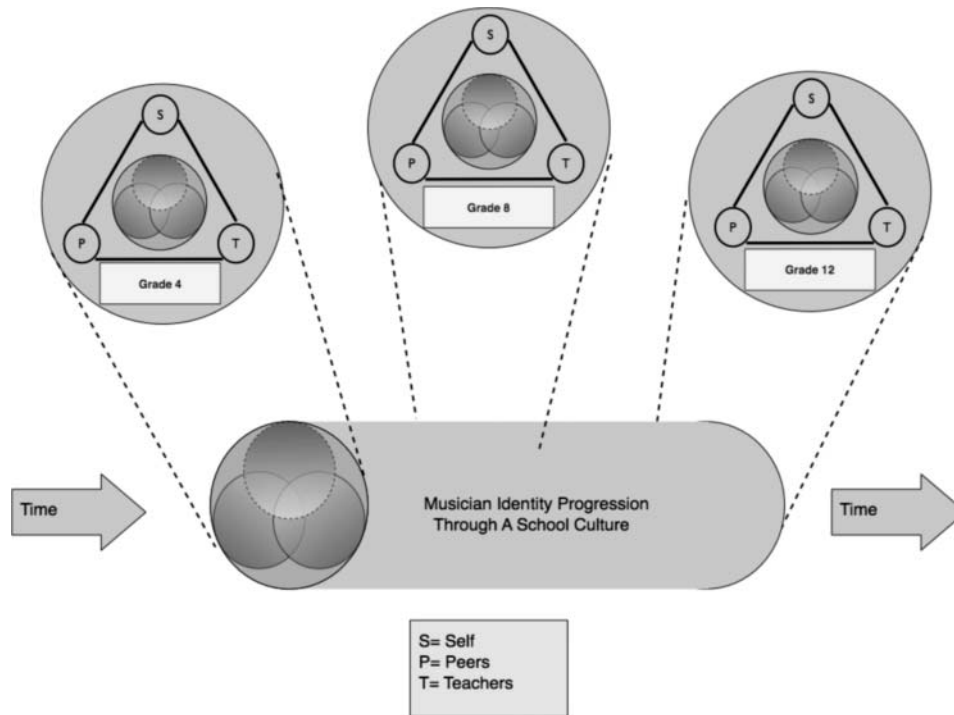 S
P
T
Grade 4
S
P
T
Grade 8
S
P
T
Grade 12
Time
Musician Identity Progression
Through A School Culture
Time
S= Self
P= Peers
T= Teachers